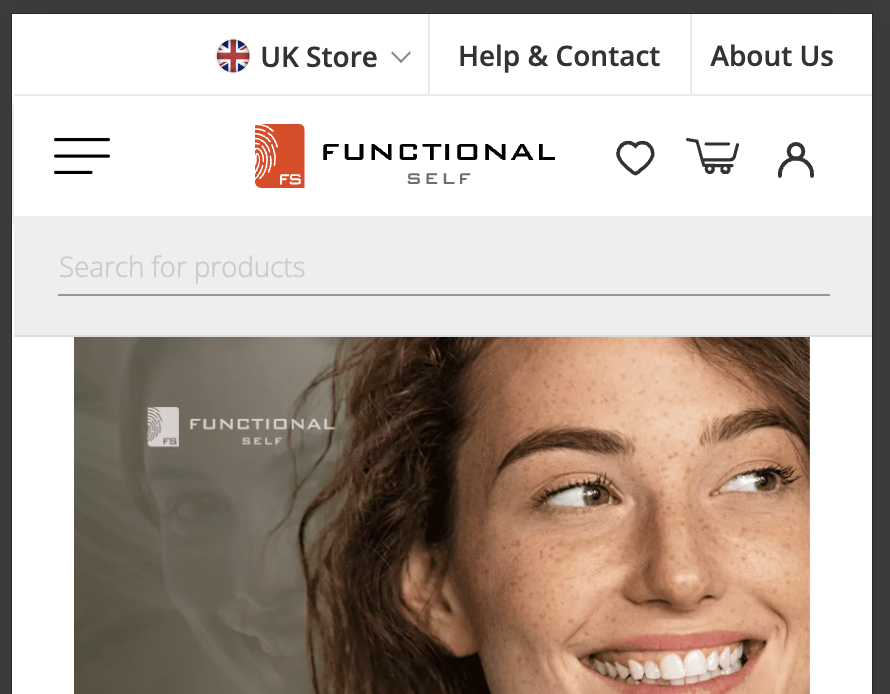 UK Store
Help & Contact
About Us
FS
FUNCTIONAL
SELF
Search for products
FS
FUNCTIONAL
SELF